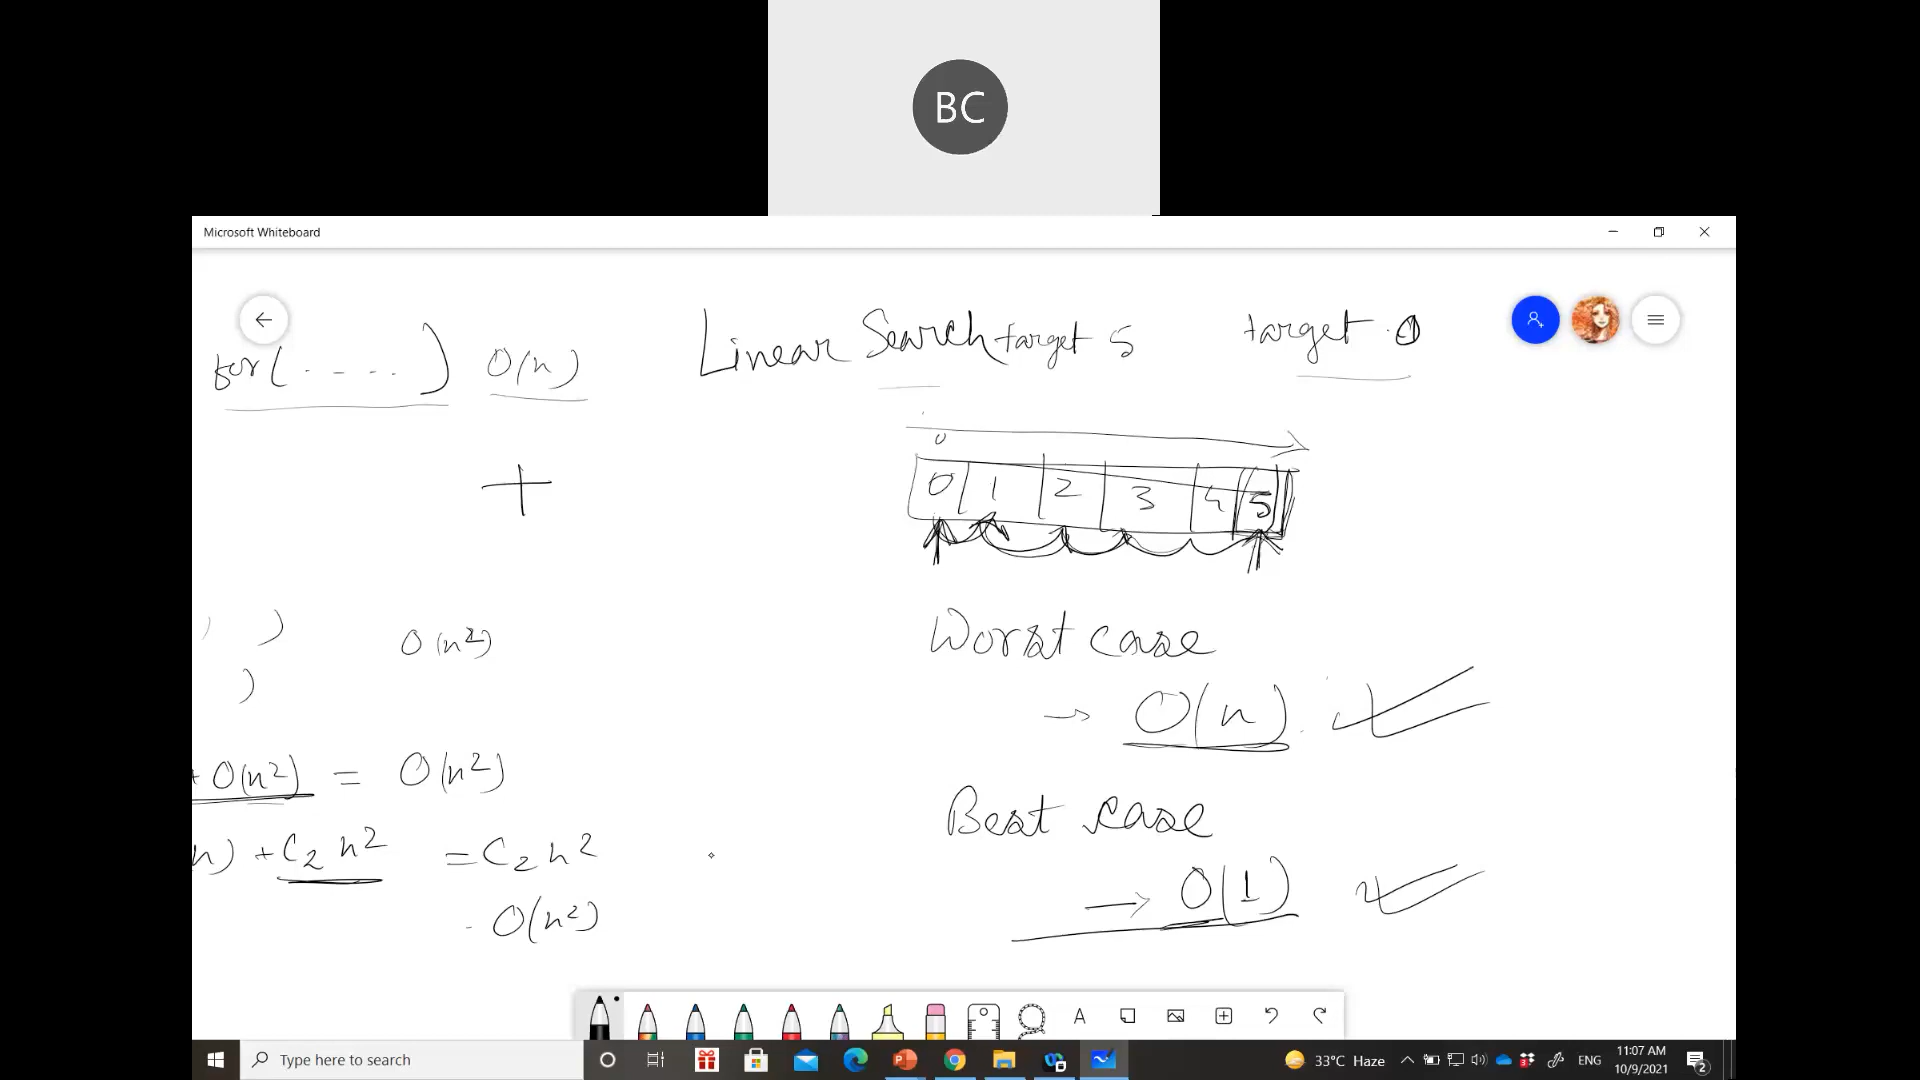 BC
Microsoft Whiteboard
for( . - - . . ) O(n)
Linear Search target 5 target 0
+
0
0 1 2 3 4 5
) )
)
O(n²)
Worst case
→ O(n)
+ O(n²) = O(n²)
Best case
n) + C₂ n² = C₂ n²
→ O(1)
- O(n²)
Type here to search
33°C Haze
ENG
11:07 AM
10/9/2021
2